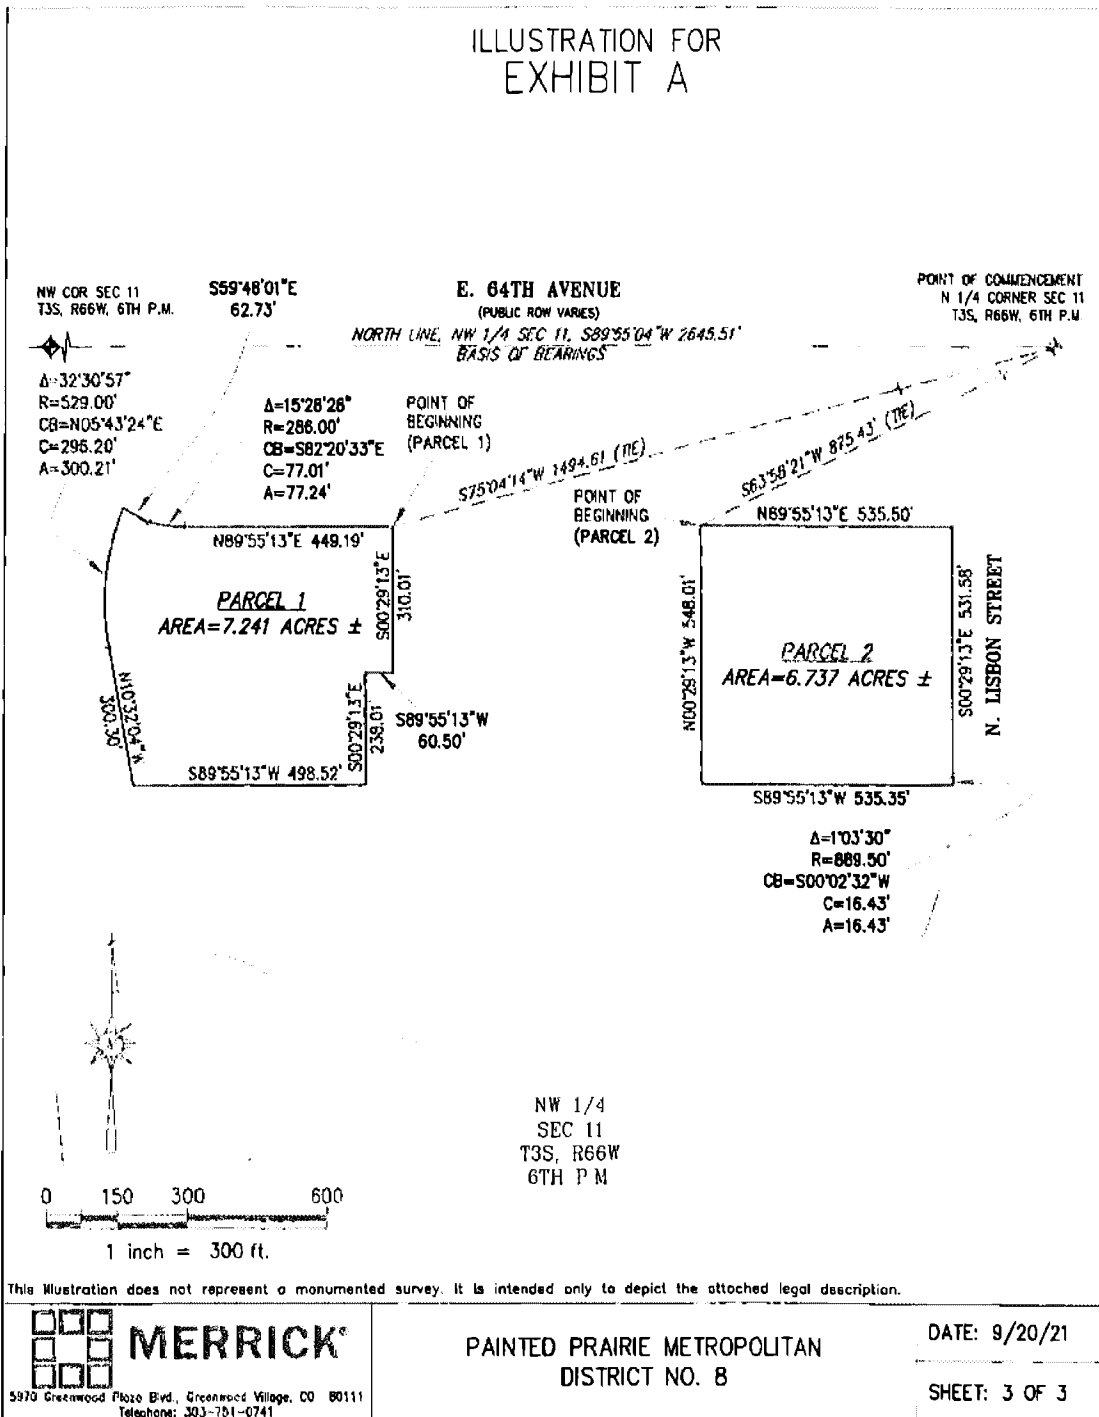 ILLUSTRATION FOR
EXHIBIT A
NW COR SEC 11
T3S, R66W, 6TH P.M.
S59°48'01"E
62.73'
E. 64TH AVENUE
(PUBLIC ROW VARIES)
NORTH LINE, NW 1/4 SEC 11, S89°55'04"W 2645.51'
BASIS OF BEARINGS
POINT OF COMMENCEMENT
N 1/4 CORNER SEC 11
T3S, R66W, 6TH P.M
Δ=32°30'57"
R=529.00'
CB=N05°43'24"E
C=296.20'
A=300.21'
Δ=15°28'28"
R=286.00'
CB=S82°20'33"E
C=77.01'
A=77.24'
POINT OF
BEGINNING
(PARCEL 1)
S75°04'14"W 1494.61 (TIE)
S63°58'21"W 875.43' (TIE)
POINT OF
BEGINNING
(PARCEL 2)
N89°55'13"E 449.19'
N89°55'13"E 535.50'
PARCEL 1
AREA=7.241 ACRES ±
S00°29'13"E
310.01'
N00°29'13"W 548.01'
PARCEL 2
AREA=6.737 ACRES ±
S00°29'13"E 531.58'
N. LISBON STREET
N10°32'04"W
300.30'
S00°29'13"E
238.01'
S89°55'13"W
60.50'
S89°55'13"W 498.52'
S89°55'13"W 535.35'
Δ=1°03'30"
R=889.50'
CB=S00°02'32"W
C=16.43'
A=16.43'
NW 1/4
SEC 11
T3S, R66W
6TH P M
0 150 300 600
1 inch = 300 ft.
This illustration does not represent a monumented survey. It is intended only to depict the attached legal description.
MERRICK®
5970 Greenwood Plaza Blvd., Greenwood Village, CO 80111
Telephone: 303-751-0741
PAINTED PRAIRIE METROPOLITAN
DISTRICT NO. 8
DATE: 9/20/21
SHEET: 3 OF 3